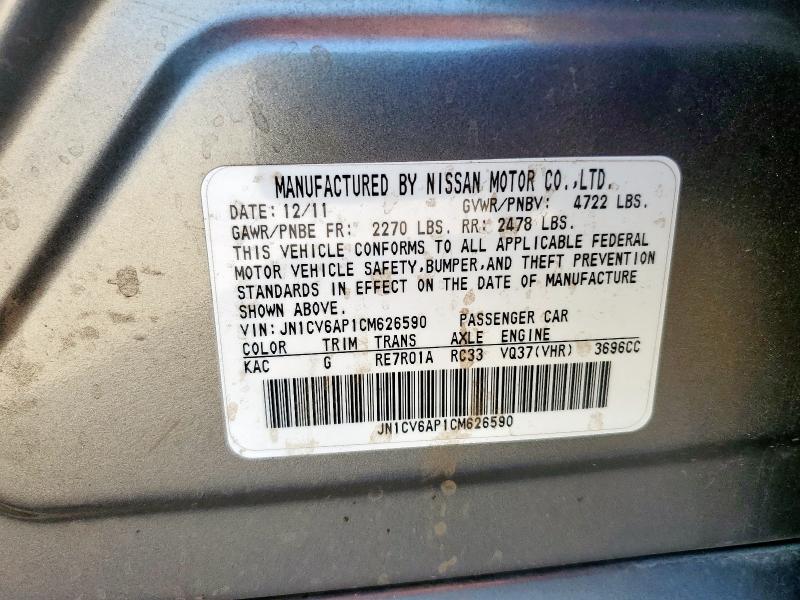 MANUFACTURED BY NISSAN MOTOR CO.,LTD.
DATE: 12/11 GVWR/PNBV: 4722 LBS.
GAWR/PNBE FR: 2270 LBS. RR: 2478 LBS.
THIS VEHICLE CONFORMS TO ALL APPLICABLE FEDERAL
MOTOR VEHICLE SAFETY,BUMPER,AND THEFT PREVENTION
STANDARDS IN EFFECT ON THE DATE OF MANUFACTURE
SHOWN ABOVE.
VIN: JN1CV6AP1CM626590 PASSENGER CAR
COLOR TRIM TRANS AXLE ENGINE
KAC G RE7R01A RC33 VQ37(VHR) 3696CC
JN1CV6AP1CM626590